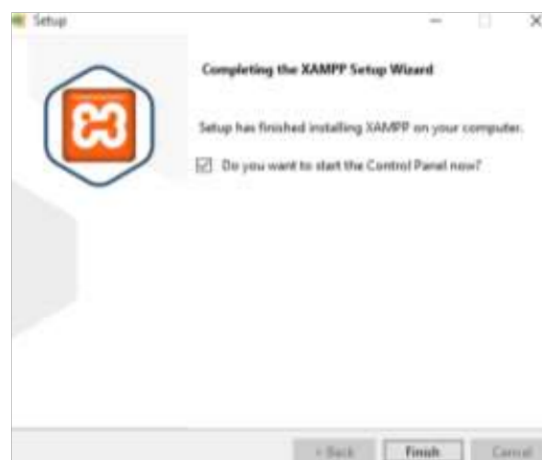 Setup
Completing the XAMPP Setup Wizard
Setup has finished installing XAMPP on your computer.
Do you want to start the Control Panel now?
< Back
Finish
Cancel